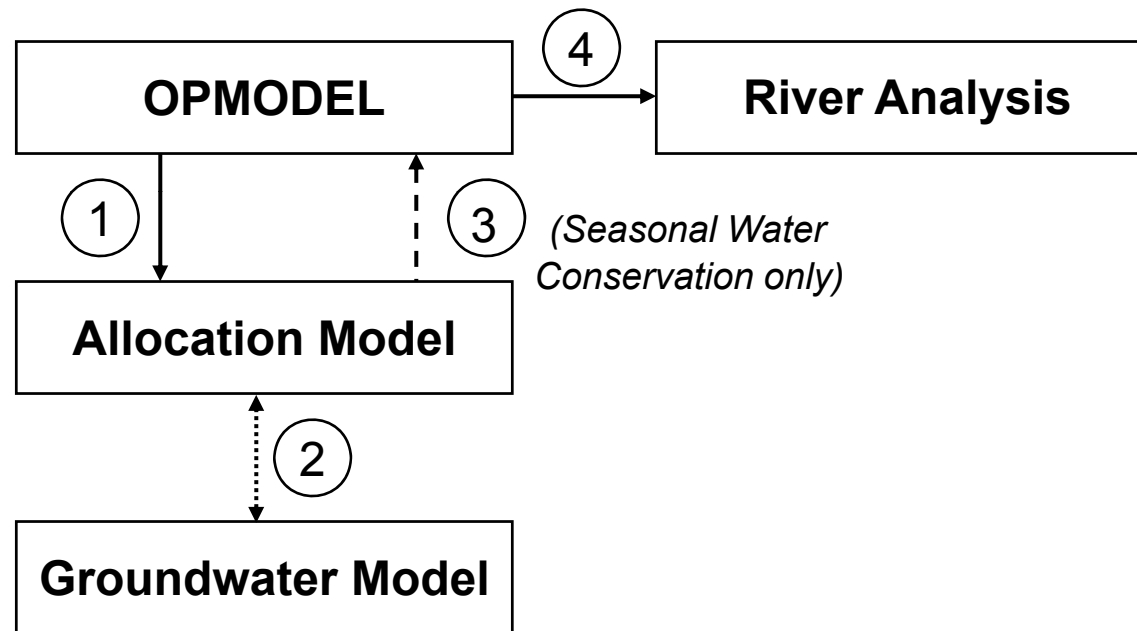 4
OPMODEL
River Analysis
1
3
(Seasonal Water
Conservation only)
Allocation Model
2
Groundwater Model